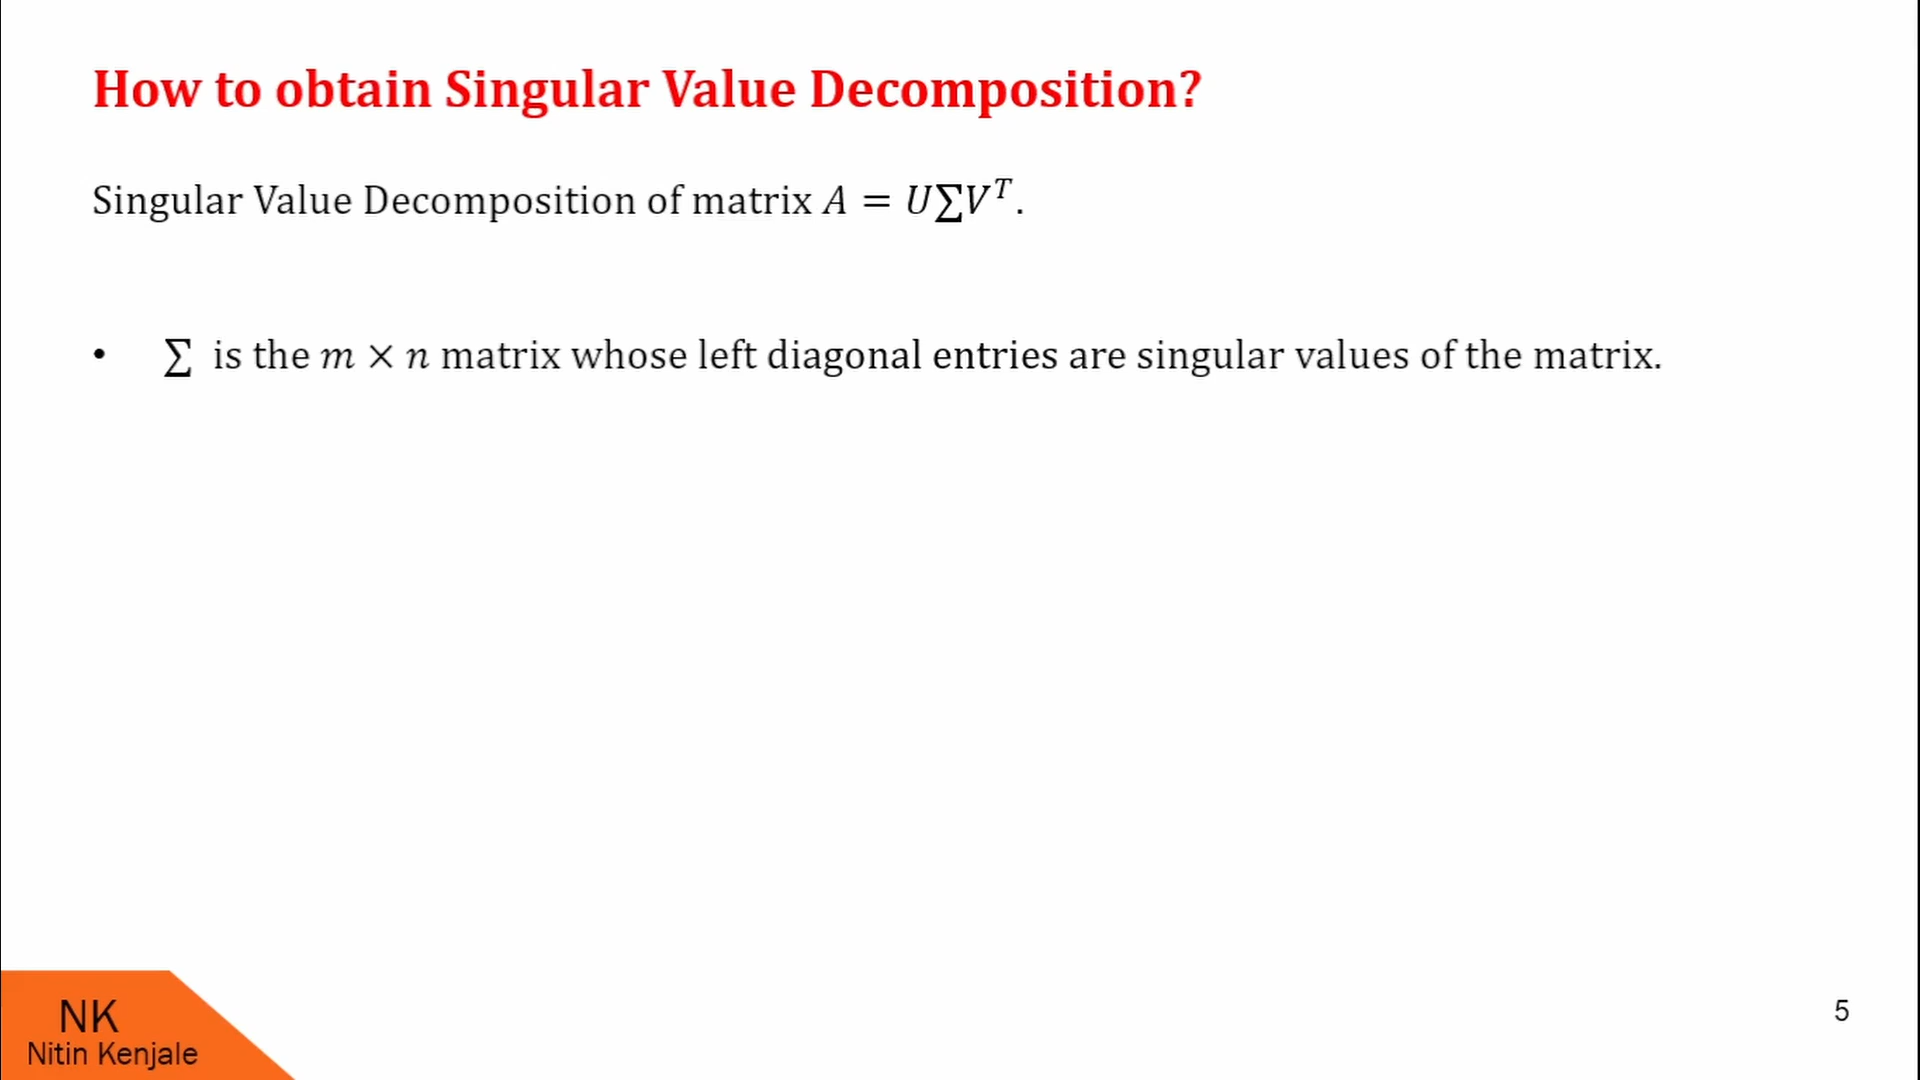 How to obtain Singular Value Decomposition?
Singular Value Decomposition of matrix A = U∑Vᵀ.
• ∑ is the m × n matrix whose left diagonal entries are singular values of the matrix.
NK
Nitin Kenjale
5